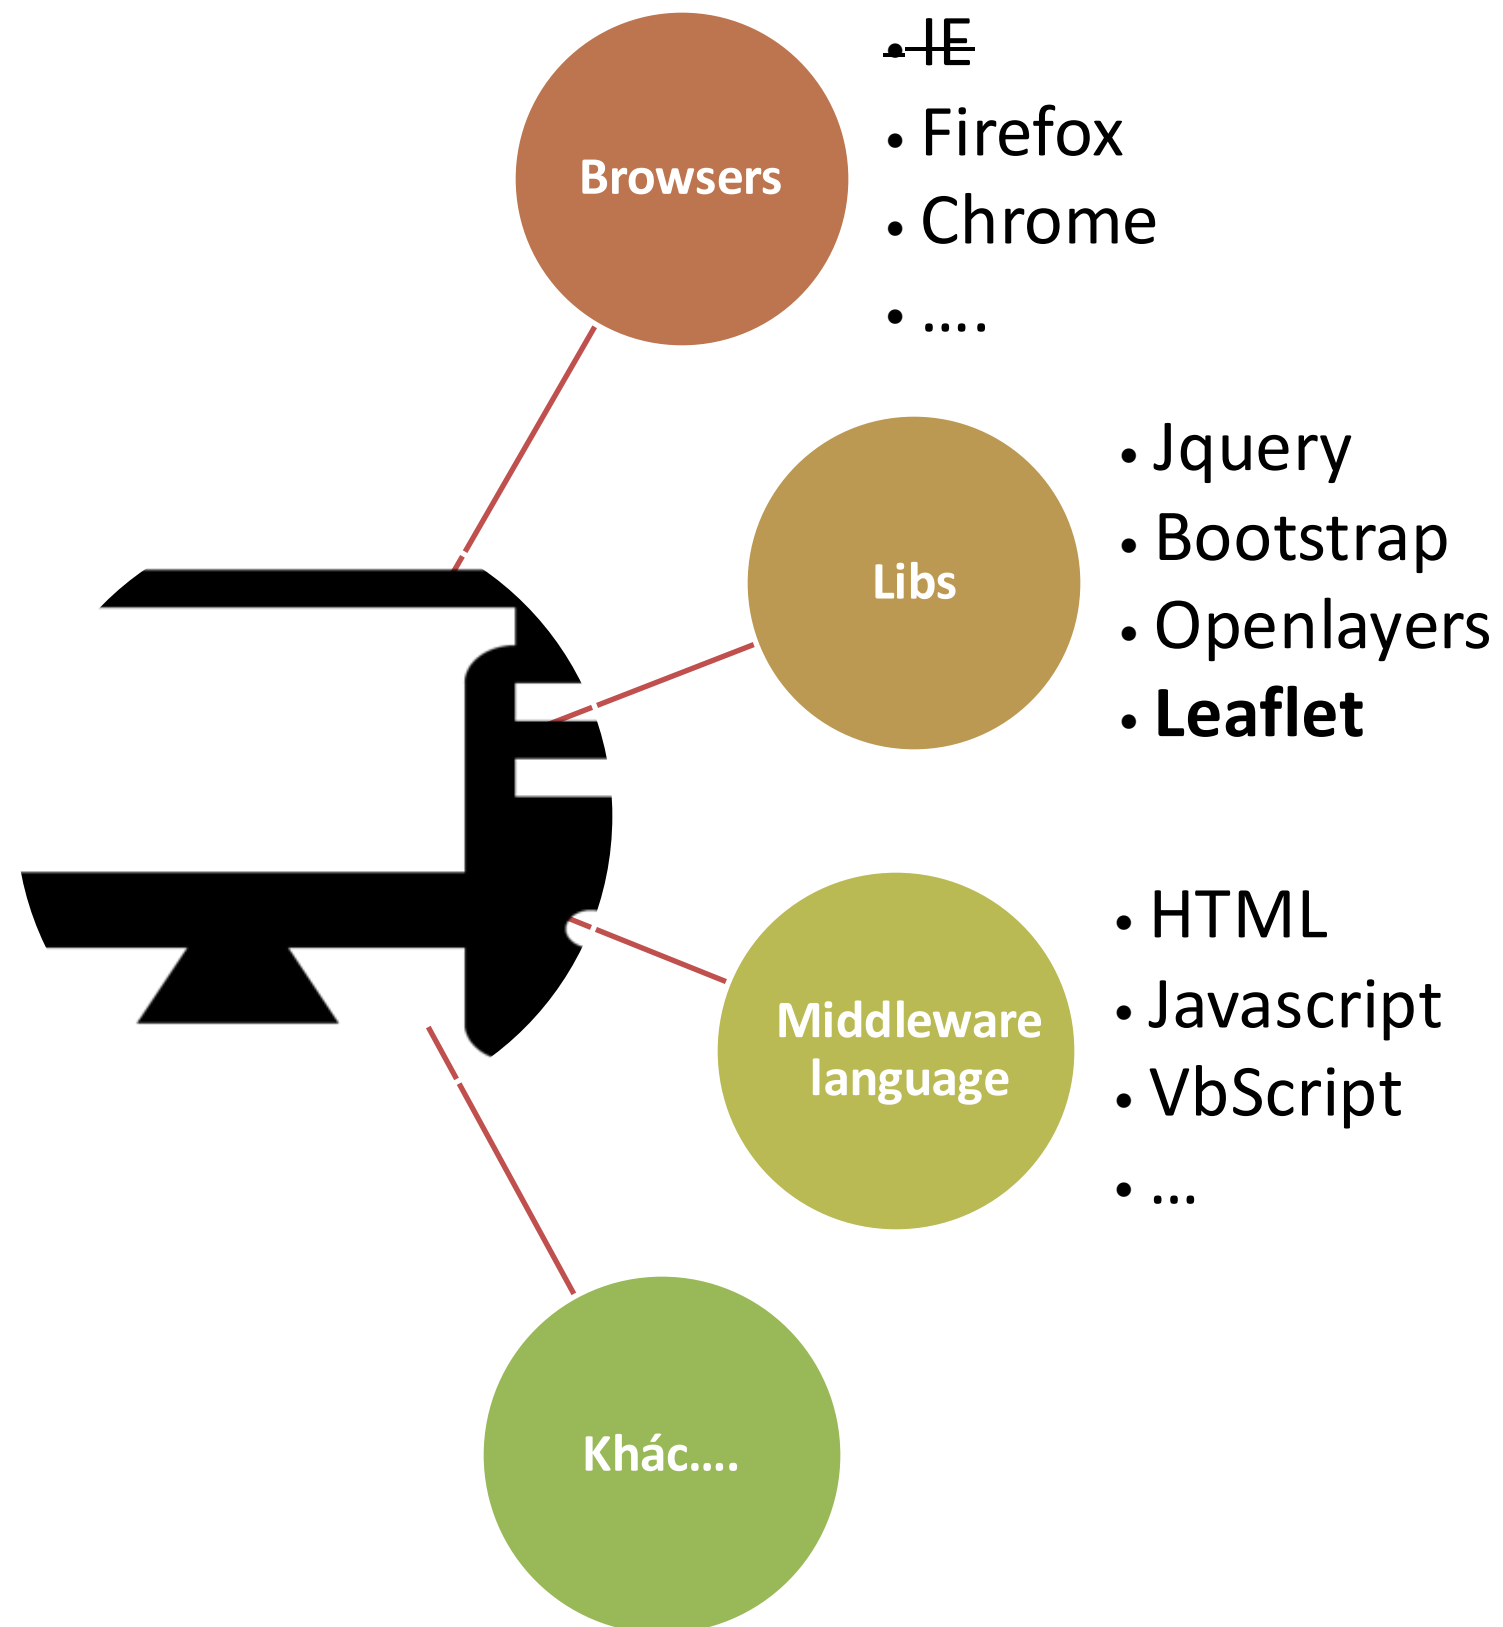 Browsers
• IE
• Firefox
• Chrome
• ....
Libs
• Jquery
• Bootstrap
• Openlayers
• Leaflet
Middleware
language
• HTML
• Javascript
• VbScript
• ...
Khác....